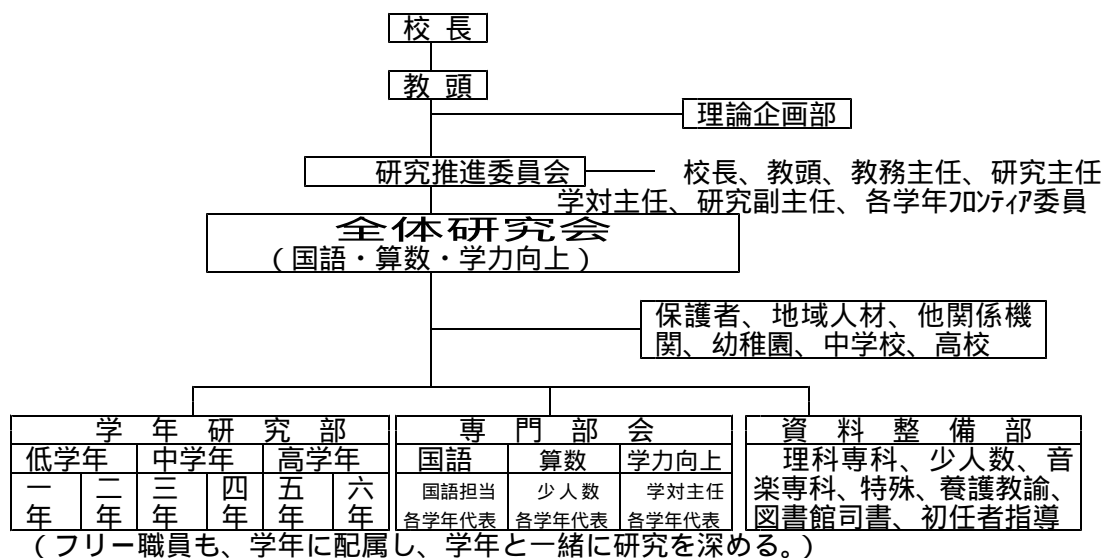 校 長
教 頭
理論企画部
研究推進委員会
校長、教頭、教務主任、研究主任
学対主任、研究副主任、各学年フロンティア委員
全体研究会
(国語・算数・学力向上)
保護者、地域人材、他関係機
関、幼稚園、中学校、高校
学 年 研 究 部
低学年 中学年 高学年
一年 二年 三年 四年 五年 六年
専 門 部 会
国語 算数 学力向上
国語担当 少人数 学対主任
各学年代表 各学年代表 各学年代表
資 料 整 備 部
理科専科、少人数、音
楽専科、特殊、養護教諭、
図書館司書、初任者指導
(フリー職員も、学年に配属し、学年と一緒に研究を深める。)